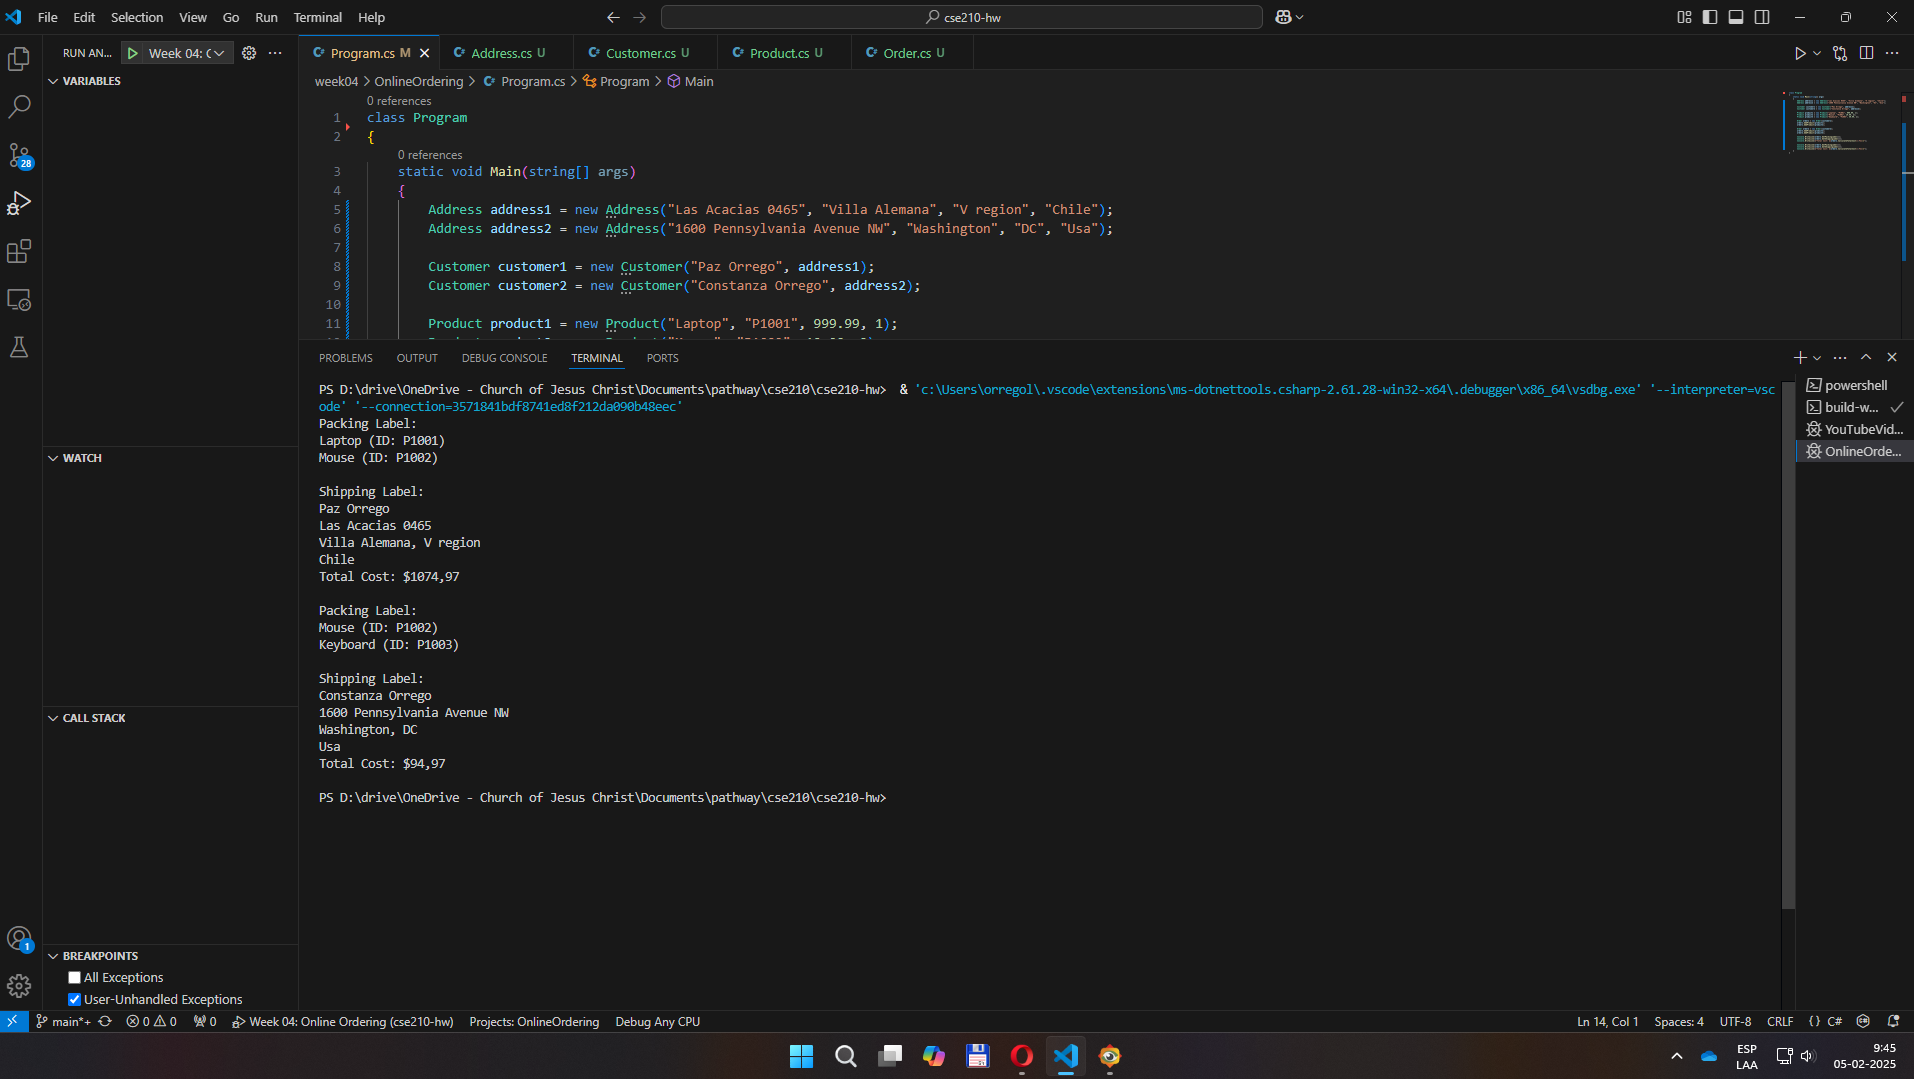 File Edit Selection View Go Run Terminal Help
cse210-hw
RUN AN... Week 04: C
Program.cs M
Address.cs U
Customer.cs U
Product.cs U
Order.cs U
VARIABLES
week04 > OnlineOrdering > Program.cs > Program > Main
0 references
1 class Program
2 {
0 references
3 static void Main(string[] args)
4 {
5 Address address1 = new Address("Las Acacias 0465", "Villa Alemana", "V region", "Chile");
6 Address address2 = new Address("1600 Pennsylvania Avenue NW", "Washington", "DC", "Usa");
7
8 Customer customer1 = new Customer("Paz Orrego", address1);
9 Customer customer2 = new Customer("Constanza Orrego", address2);
10
11 Product product1 = new Product("Laptop", "P1001", 999.99, 1);
PROBLEMS OUTPUT DEBUG CONSOLE TERMINAL PORTS
PS D:\drive\OneDrive - Church of Jesus Christ\Documents\pathway\cse210\cse210-hw> & 'c:\Users\orregol\.vscode\extensions\ms-dotnettools.csharp-2.61.28-win32-x64\.debugger\x86_64\vsdbg.exe' '--interpreter=vsc
ode' '--connection=3571841bdf8741ed8f212da090b48eec'
Packing Label:
Laptop (ID: P1001)
Mouse (ID: P1002)
Shipping Label:
Paz Orrego
Las Acacias 0465
Villa Alemana, V region
Chile
Total Cost: $1074,97
Packing Label:
Mouse (ID: P1002)
Keyboard (ID: P1003)
Shipping Label:
Constanza Orrego
1600 Pennsylvania Avenue NW
Washington, DC
Usa
Total Cost: $94,97
PS D:\drive\OneDrive - Church of Jesus Christ\Documents\pathway\cse210\cse210-hw>
powershell
build-w...
YouTubeVid...
OnlineOrde...
WATCH
CALL STACK
BREAKPOINTS
All Exceptions
User-Unhandled Exceptions
28
1
main*+ 0 0 0 Week 04: Online Ordering (cse210-hw) Projects: OnlineOrdering Debug Any CPU
Ln 14, Col 1 Spaces: 4 UTF-8 CRLF {} C#
ESP
LAA
9:45
05-02-2025